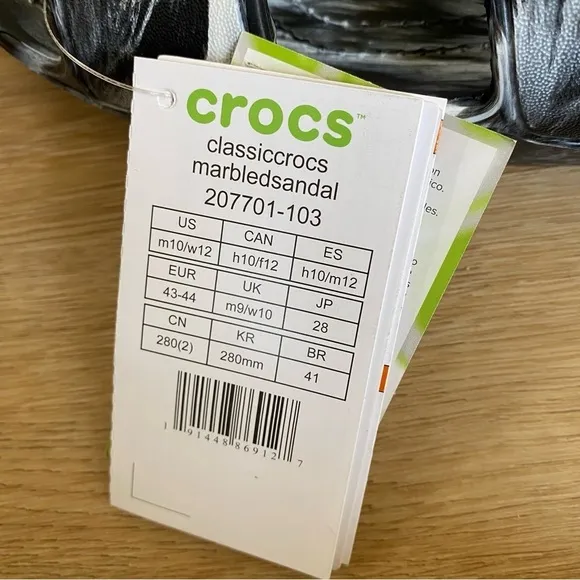 crocs™
classiccrocs
marbledsandal
207701-103
US CAN ES
m10/w12 h10/f12 h10/m12
EUR UK JP
43-44 m9/w10 28
CN KR BR
280(2) 280mm 41
1 91448 86912 7